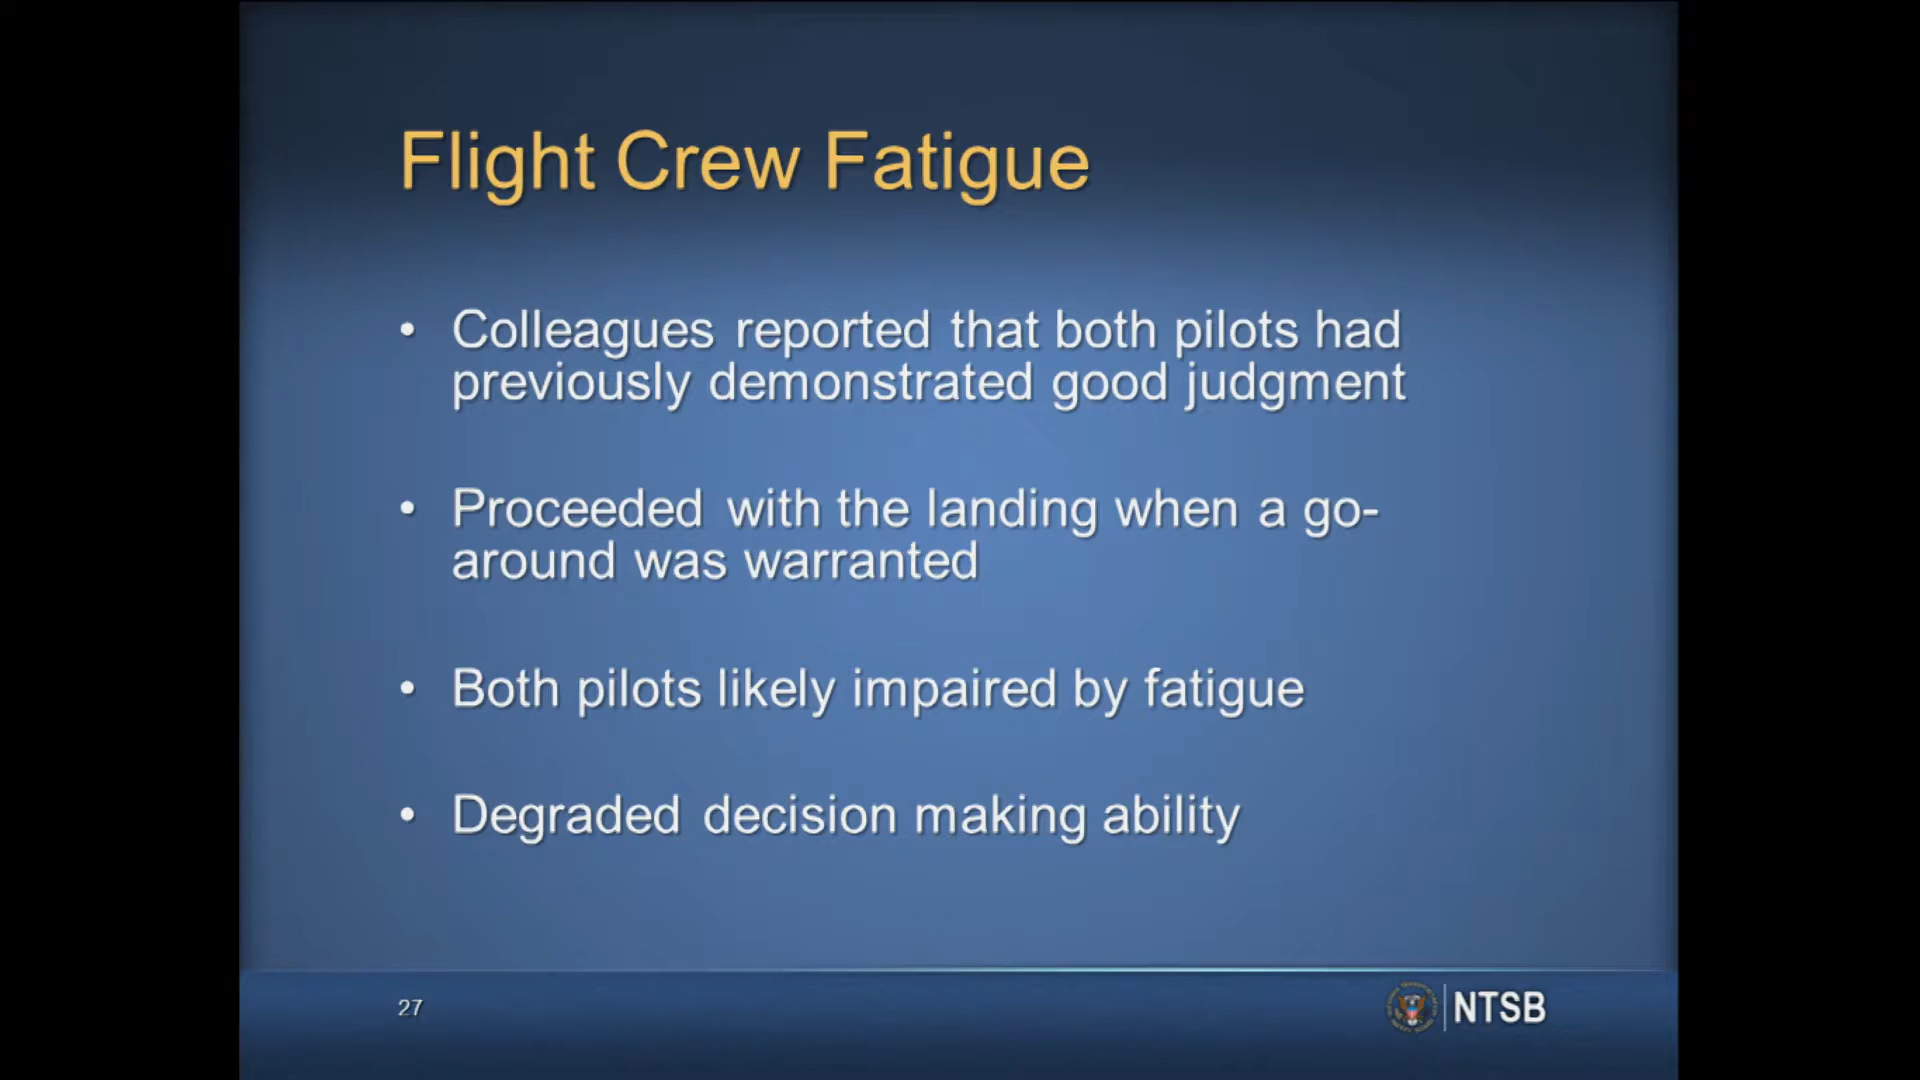 Flight Crew Fatigue
• Colleagues reported that both pilots had
previously demonstrated good judgment
• Proceeded with the landing when a go-
around was warranted
• Both pilots likely impaired by fatigue
• Degraded decision making ability
27
NTSB